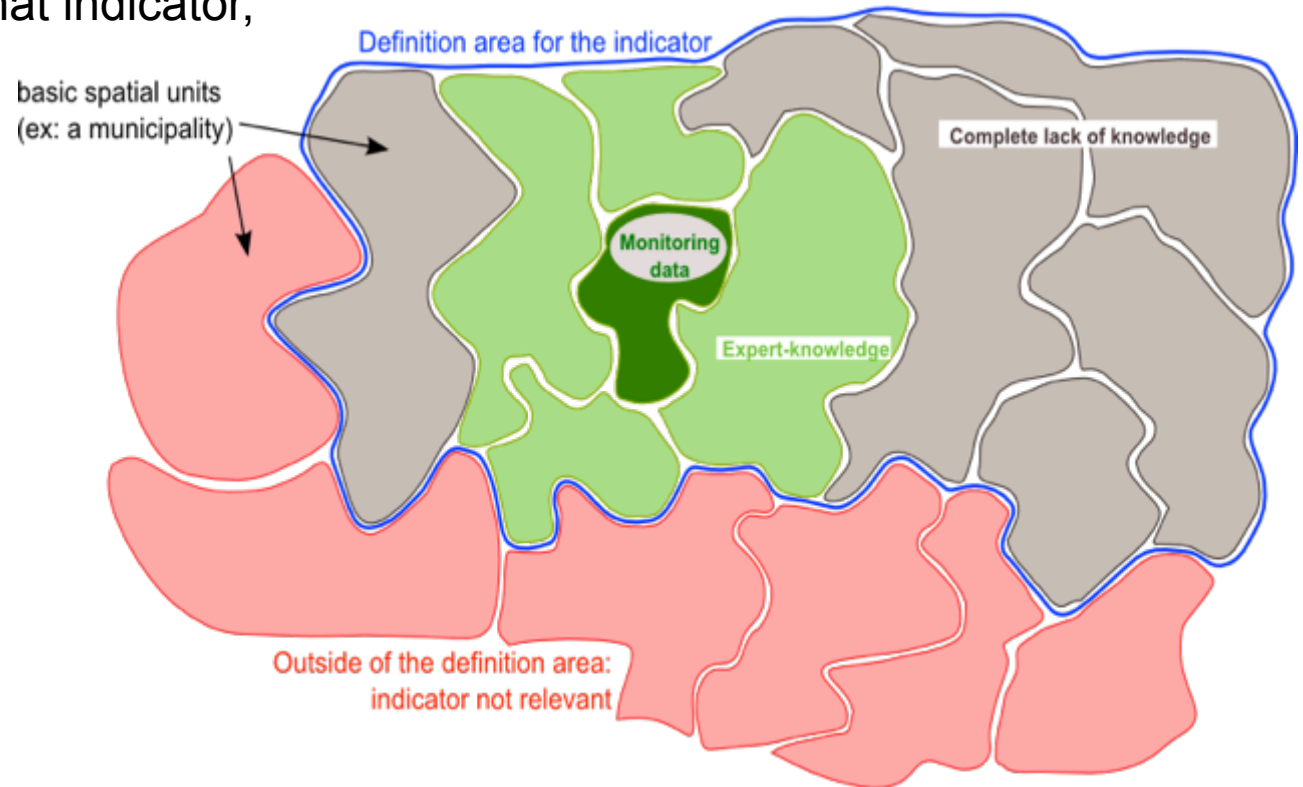 hat indicator,
Definition area for the indicator
basic spatial units
(ex: a municipality)
Complete lack of knowledge
Monitoring
data
Expert-knowledge
Outside of the definition area:
indicator not relevant